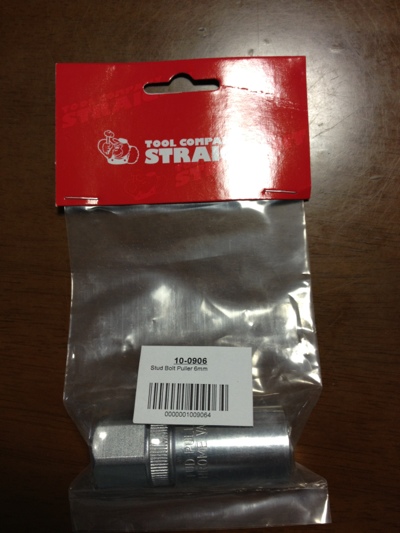 TOOL COMPA
STRAI
10-0906
Stud Bolt Puller 6mm
0000001009064